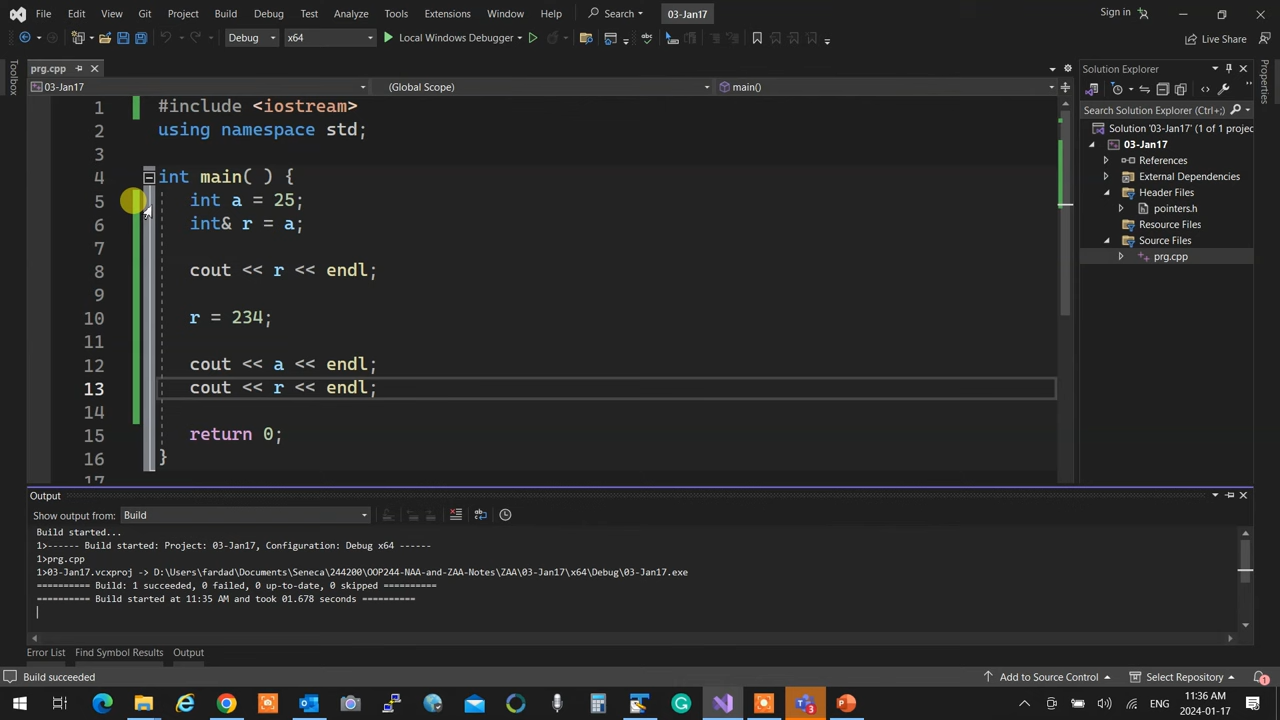 File Edit View Git Project Build Debug Test Analyze Tools Extensions Window Help Search 03-Jan17 Sign in
Debug x64 Local Windows Debugger Live Share
Toolbox
prg.cpp
03-Jan17 (Global Scope) main()
1 #include <iostream>
2 using namespace std;
3
4 int main( ) {
5 int a = 25;
6 int& r = a;
7
8 cout << r << endl;
9
10 r = 234;
11
12 cout << a << endl;
13 cout << r << endl;
14
15 return 0;
16 }
17
Solution Explorer
Search Solution Explorer (Ctrl+;)
Solution '03-Jan17' (1 of 1 projec
03-Jan17
References
External Dependencies
Header Files
pointers.h
Resource Files
Source Files
prg.cpp
Properties
Output
Show output from: Build
Build started...
1>------ Build started: Project: 03-Jan17, Configuration: Debug x64 ------
1>prg.cpp
1>03-Jan17.vcxproj -> D:\Users\fardad\Documents\Seneca\244200\OOP244-NAA-and-ZAA-Notes\ZAA\03-Jan17\x64\Debug\03-Jan17.exe
========== Build: 1 succeeded, 0 failed, 0 up-to-date, 0 skipped ==========
========== Build started at 11:35 AM and took 01.678 seconds ==========
Error List Find Symbol Results Output
Build succeeded Add to Source Control Select Repository 1
3 ENG 11:36 AM
2024-01-17